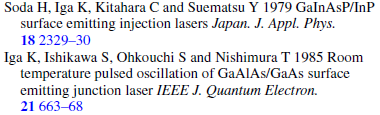 Soda H, Iga K, Kitahara C and Suematsu Y 1979 GaInAsP/InP
surface emitting injection lasers Japan. J. Appl. Phys.
18 2329–30
Iga K, Ishikawa S, Ohkouchi S and Nishimura T 1985 Room
temperature pulsed oscillation of GaAlAs/GaAs surface
emitting junction laser IEEE J. Quantum Electron.
21 663–68